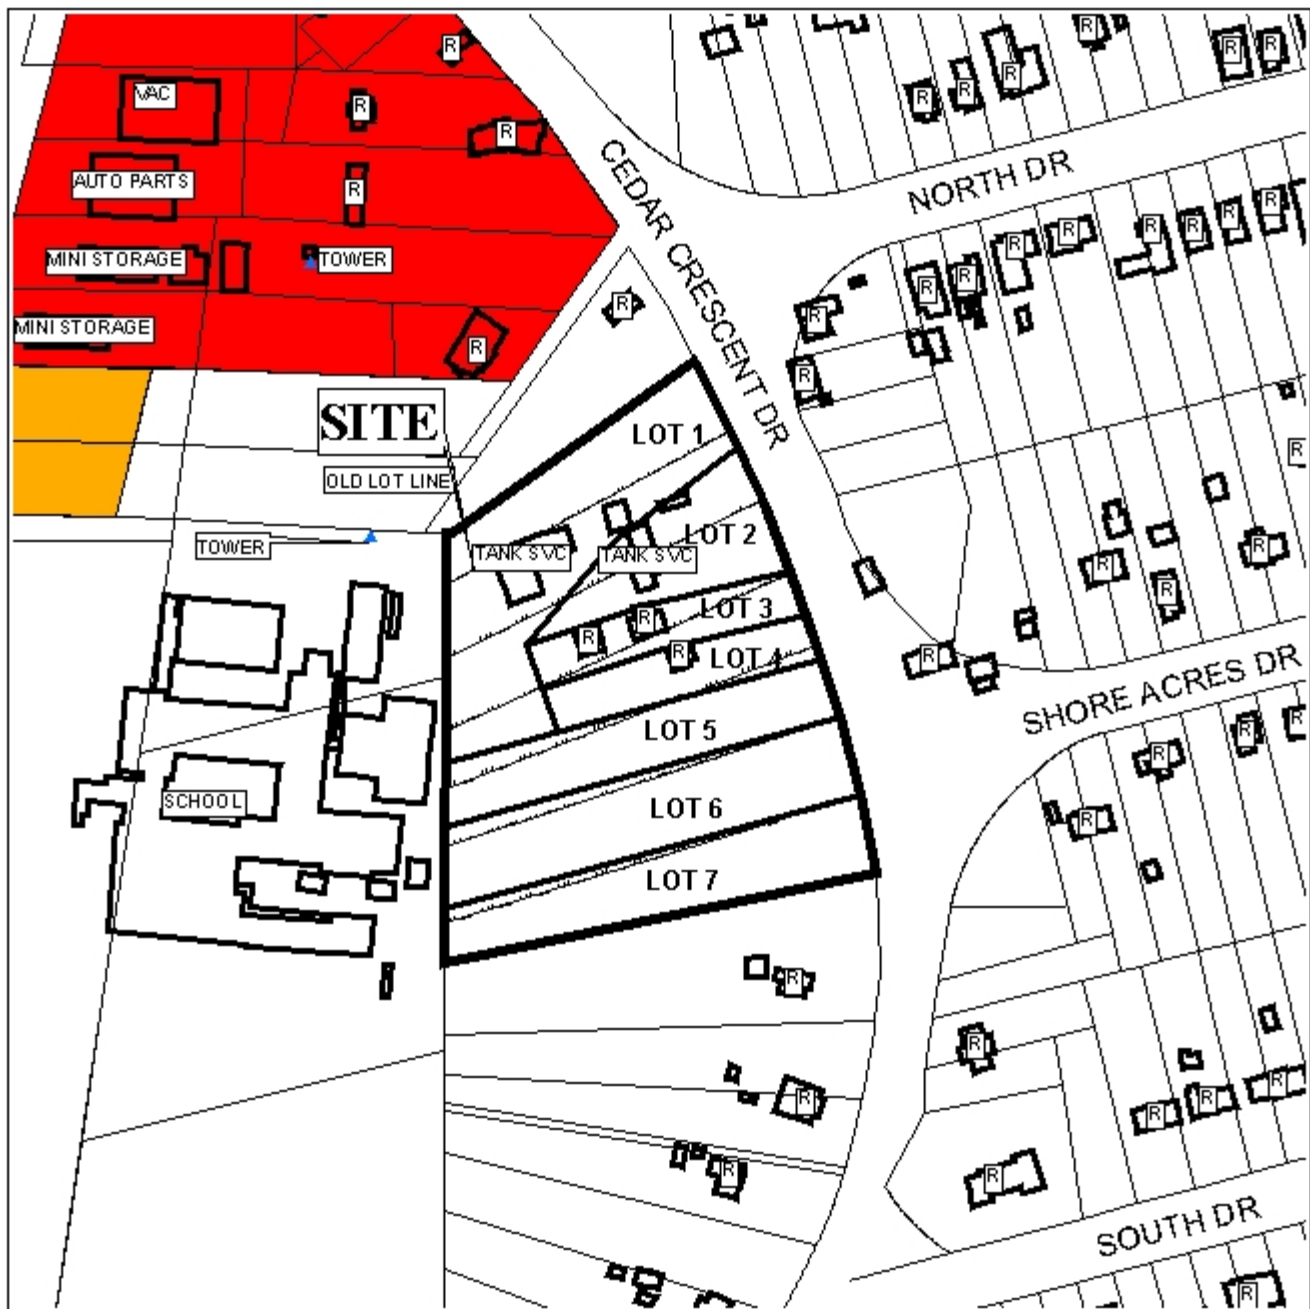 R
R
R
R
R
R
R
R
VAC
R
R
AUTO PARTS
R
CEDAR CRESCENT DR
NORTH DR
MINI STORAGE
TOWER
R
R
R
R
R
R
R
R
R
MINI STORAGE
R
R
R
R
SITE
LOT 1
OLD LOT LINE
R
TOWER
TANK SVC
TANK SVC
LOT 2
R
R
R
LOT 3
R
R
R
LOT 4
R
SHORE ACRES DR
LOT 5
R
R
R
SCHOOL
LOT 6
R
LOT 7
R
R
R
R
R
R
R
R
SOUTH DR
R